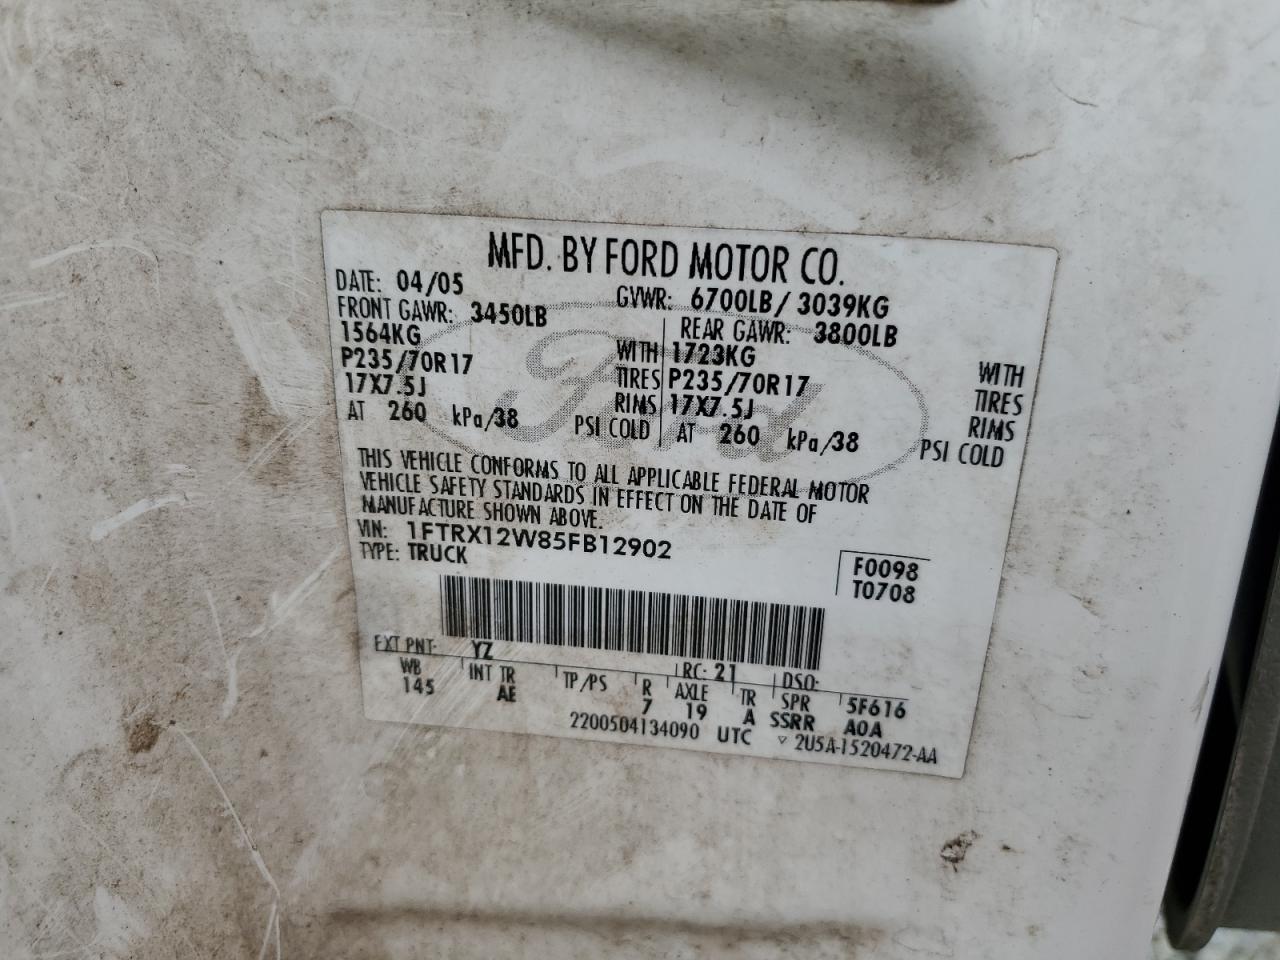 MFD. BY FORD MOTOR CO.
DATE: 04/05 GVWR: 6700LB/ 3039KG
FRONT GAWR: 3450LB REAR GAWR: 3800LB
1564KG WITH 1723KG WITH
P235/70R17 TIRES P235/70R17 TIRES
17X7.5J RIMS 17X7.5J RIMS
AT 260 kPa/38 PSI COLD AT 260 kPa/38 PSI COLD
Ford
THIS VEHICLE CONFORMS TO ALL APPLICABLE FEDERAL MOTOR
VEHICLE SAFETY STANDARDS IN EFFECT ON THE DATE OF
MANUFACTURE SHOWN ABOVE.
VIN: 1FTRX12W85FB12902
TYPE: TRUCK
F0098
T0708
EXT PNT: YZ RC: 21 DSO:
WB INT TR TP/PS R AXLE TR SPR 5F616
145 AE 7 19 A SSRR A0A
2200504134090 UTC ▽ 2U5A-1520472-AA